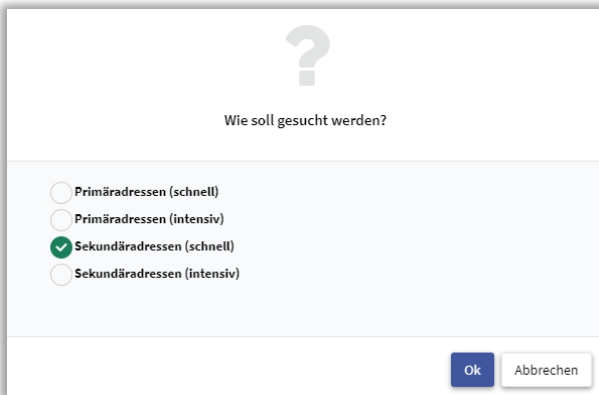 ?
Wie soll gesucht werden?
Primäradressen (schnell)
Primäradressen (intensiv)
Sekundäradressen (schnell)
Sekundäradressen (intensiv)
Ok
Abbrechen